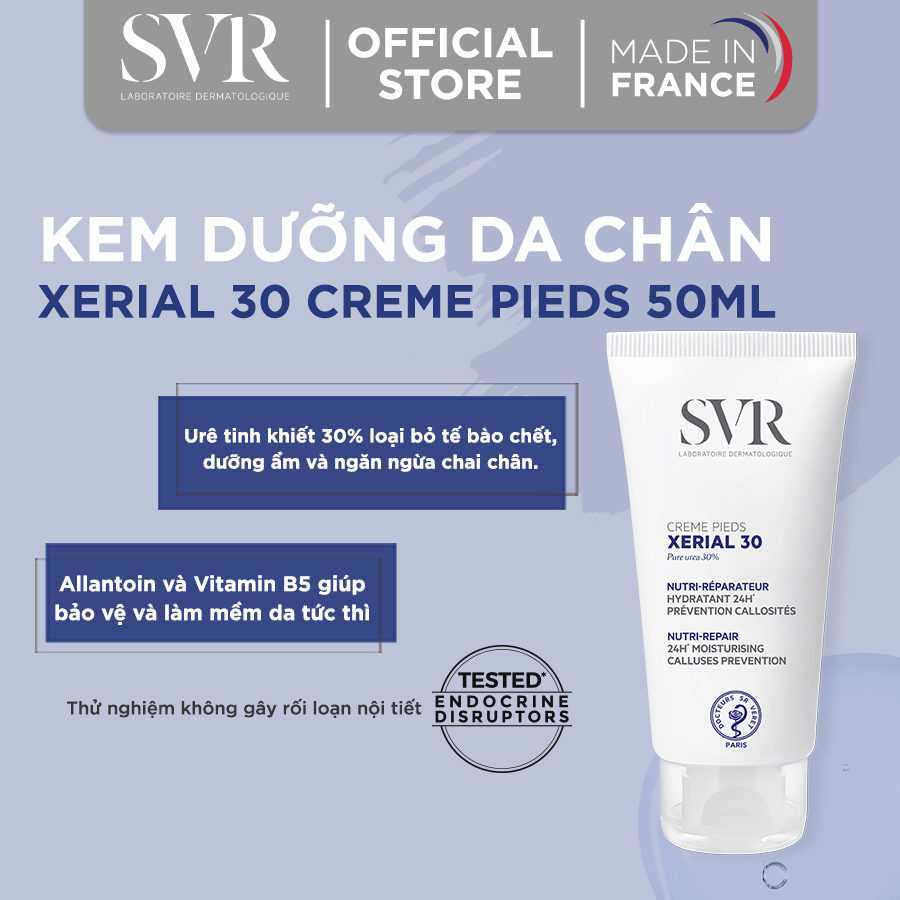 SVR
LABORATOIRE DERMATOLOGIQUE
OFFICIAL
STORE
MADE IN
FRANCE
KEM DƯỠNG DA CHÂN
XERIAL 30 CREME PIEDS 50ML
Urê tinh khiết 30% loại bỏ tế bào chết,
dưỡng ẩm và ngăn ngừa chai chân.
Allantoin và Vitamin B5 giúp
bảo vệ và làm mềm da tức thì
Thử nghiệm không gây rối loạn nội tiết
TESTED*
ENDOCRINE
DISRUPTORS
SVR
LABORATOIRE DERMATOLOGIQUE
CREME PIEDS
XERIAL 30
Pure urea 30%
NUTRI-RÉPARATEUR
HYDRATANT 24H*
PRÉVENTION CALLOSITÉS
NUTRI-REPAIR
24H* MOISTURISING
CALLUSES PREVENTION
DOCTEURS SR VERET
PARIS